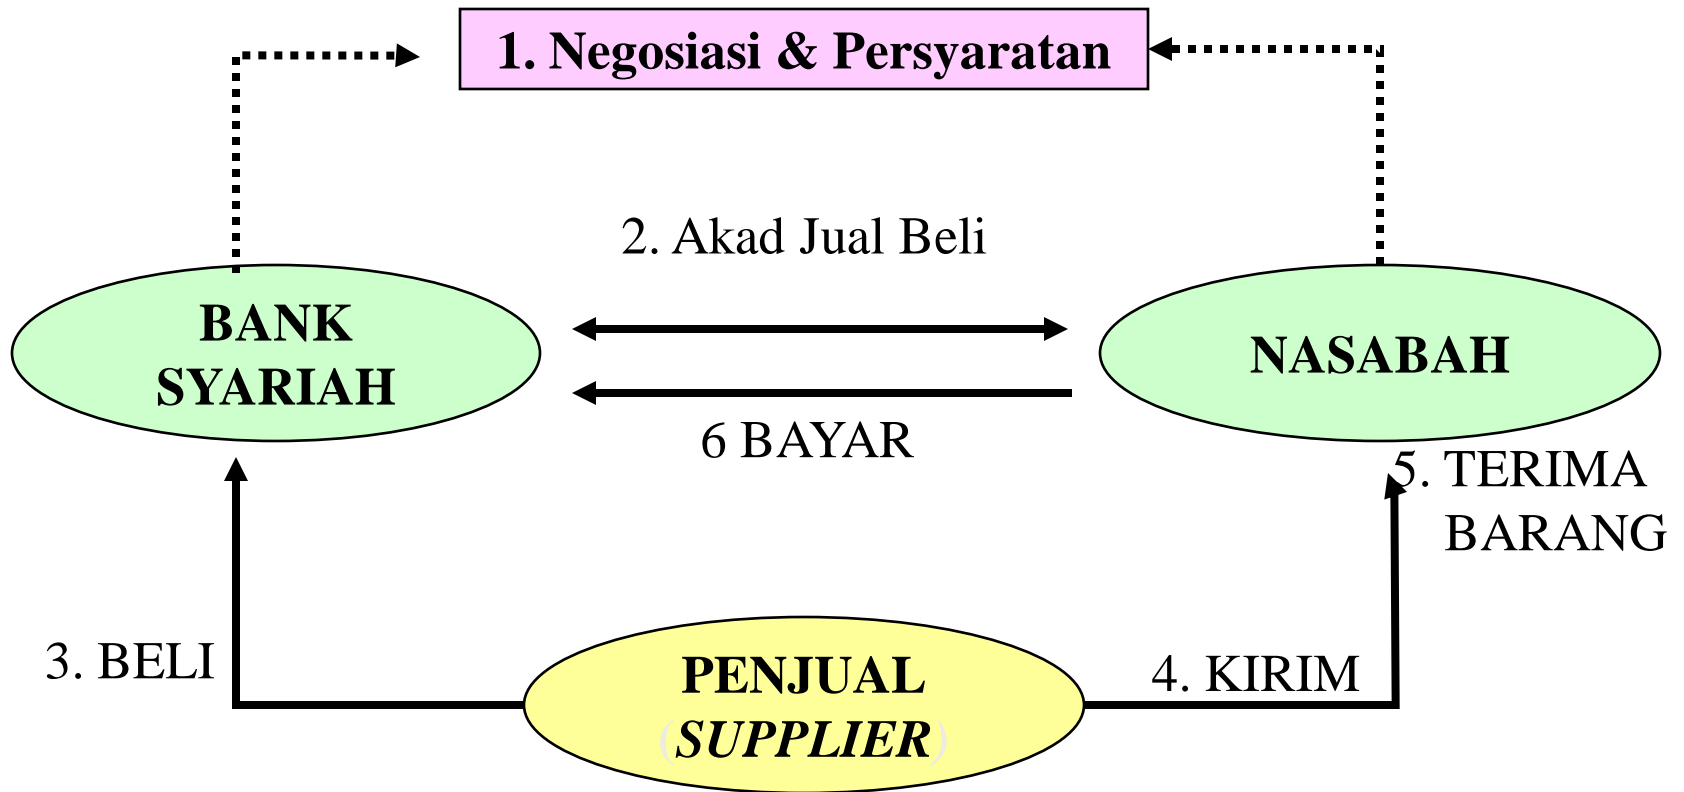 1. Negosiasi & Persyaratan
2. Akad Jual Beli
BANK
SYARIAH
NASABAH
6 BAYAR
5. TERIMA
BARANG
3. BELI
PENJUAL
(SUPPLIER)
4. KIRIM